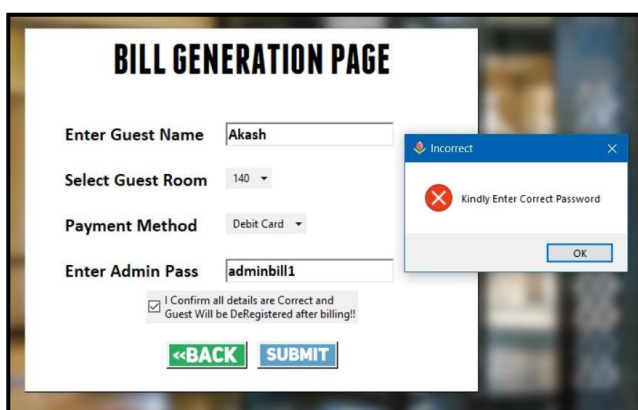 BILL GENERATION PAGE
Enter Guest Name Akash
Incorrect
Select Guest Room 140
Kindly Enter Correct Password
Payment Method Debit Card
OK
Enter Admin Pass adminbill1
I Confirm all details are Correct and
Guest Will be DeRegistered after billing!!
«BACK SUBMIT